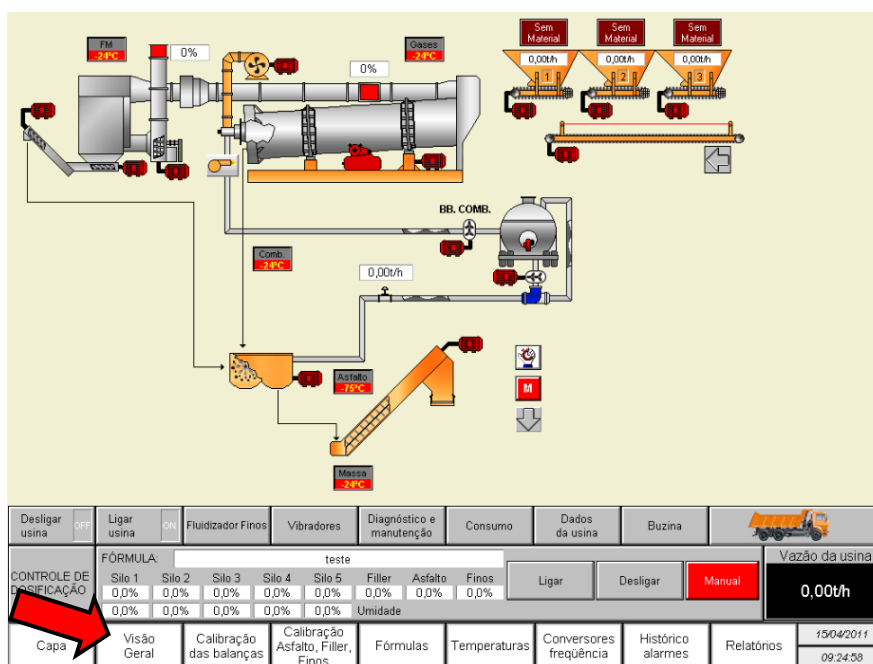 Sem Material
Sem Material
Sem Material
FM
-24ºC
0%
Gases
-24ºC
0%
0,00t/h
0,00t/h
0,00t/h
1
2
3
BB. COMB.
Comb.
-24ºC
0,00t/h
Asfalto
-75ºC
M
Massa
-24ºC
Desligar usina OFF
Ligar usina ON
Fluidizador Finos
Vibradores
Diagnóstico e manutenção
Consumo
Dados da usina
Buzina
CONTROLE DE DOSIFICAÇÃO
FÓRMULA: teste
Silo 1 Silo 2 Silo 3 Silo 4 Silo 5 Filler Asfalto Finos
0,0% 0,0% 0,0% 0,0% 0,0% 0,0% 0,0% 0,0%
0,0% 0,0% 0,0% 0,0% 0,0% Umidade
Ligar
Desligar
Manual
Vazão da usina
0,00t/h
Capa
Visão Geral
Calibração das balanças
Calibração Asfalto, Filler, Finos
Fórmulas
Temperaturas
Conversores freqüência
Histórico alarmes
Relatórios
15/04/2011
09:24:58